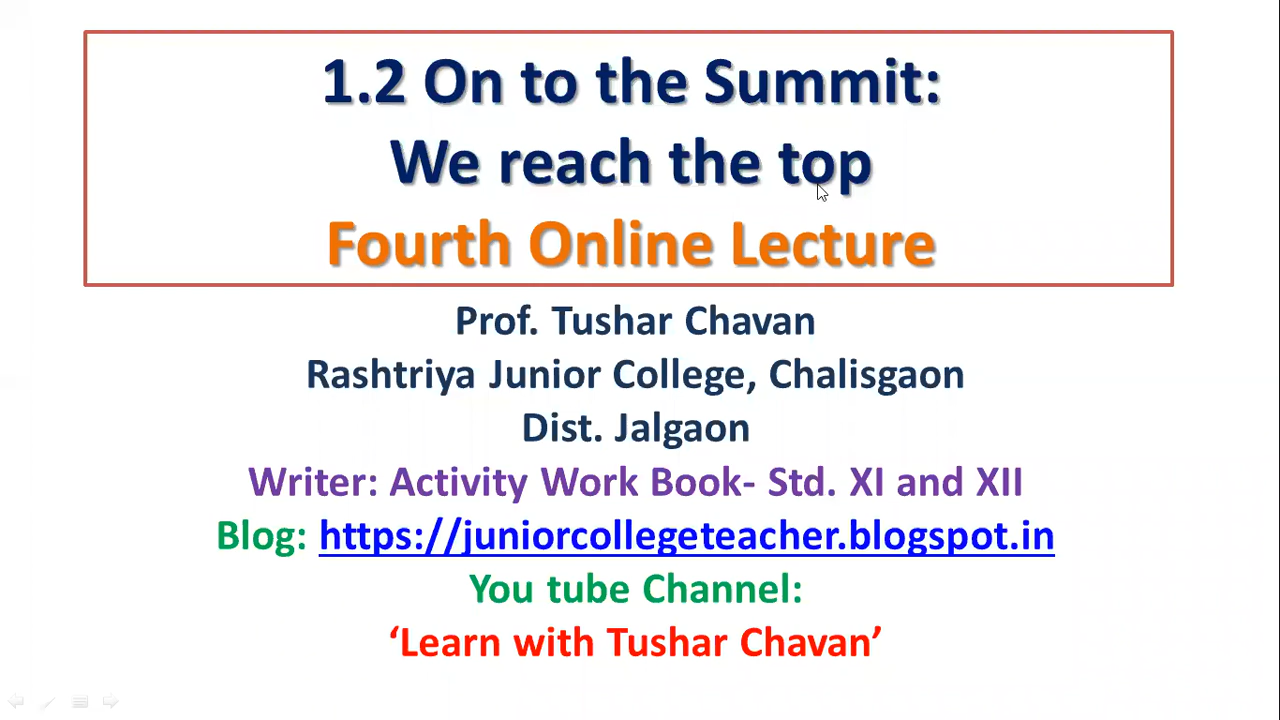 1.2 On to the Summit:
We reach the top
Fourth Online Lecture
Prof. Tushar Chavan
Rashtriya Junior College, Chalisgaon
Dist. Jalgaon
Writer: Activity Work Book- Std. XI and XII
Blog: https://juniorcollegeteacher.blogspot.in
You tube Channel:
‘Learn with Tushar Chavan’